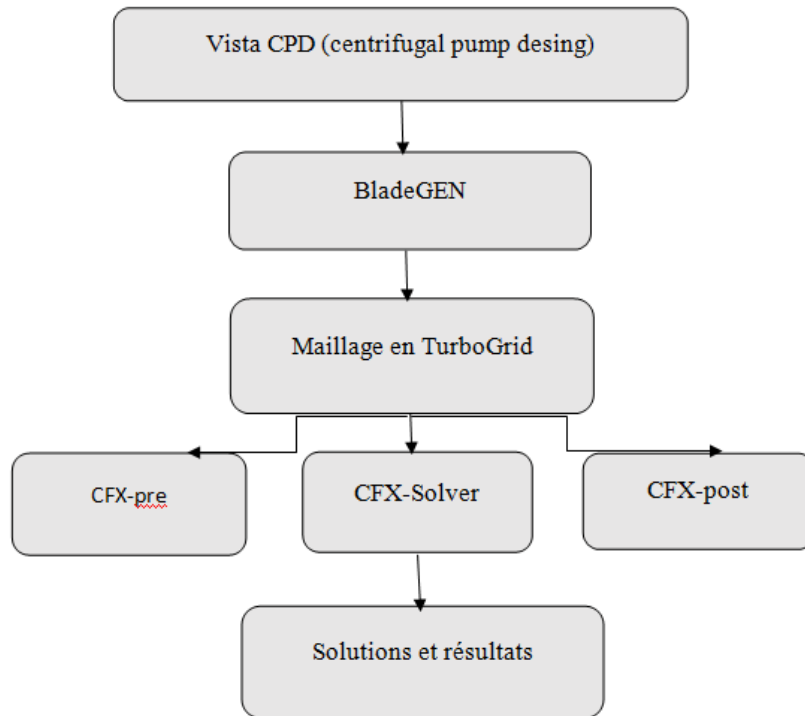 Vista CPD (centrifugal pump desing)
BladeGEN
Maillage en TurboGrid
CFX-pre
CFX-Solver
CFX-post
Solutions et résultats